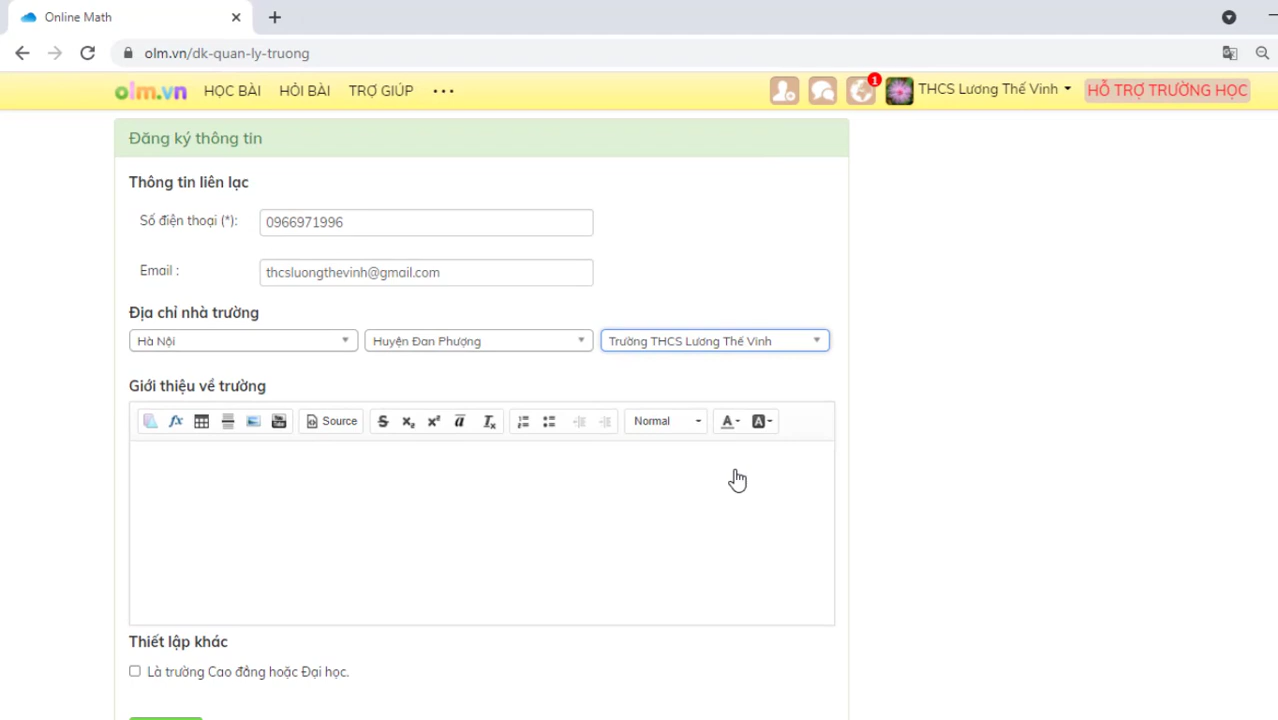 Online Math
olm.vn/dk-quan-ly-truong
olm.vn HỌC BÀI HỎI BÀI TRỢ GIÚP ••• 1 THCS Lương Thế Vinh HỖ TRỢ TRƯỜNG HỌC
Đăng ký thông tin
Thông tin liên lạc
Số điện thoại (*): 0966971996
Email : thcsluongthevinh@gmail.com
Địa chỉ nhà trường
Hà Nội Huyện Đan Phượng Trường THCS Lương Thế Vinh
Giới thiệu về trường
Source Normal
Thiết lập khác
Là trường Cao đẳng hoặc Đại học.